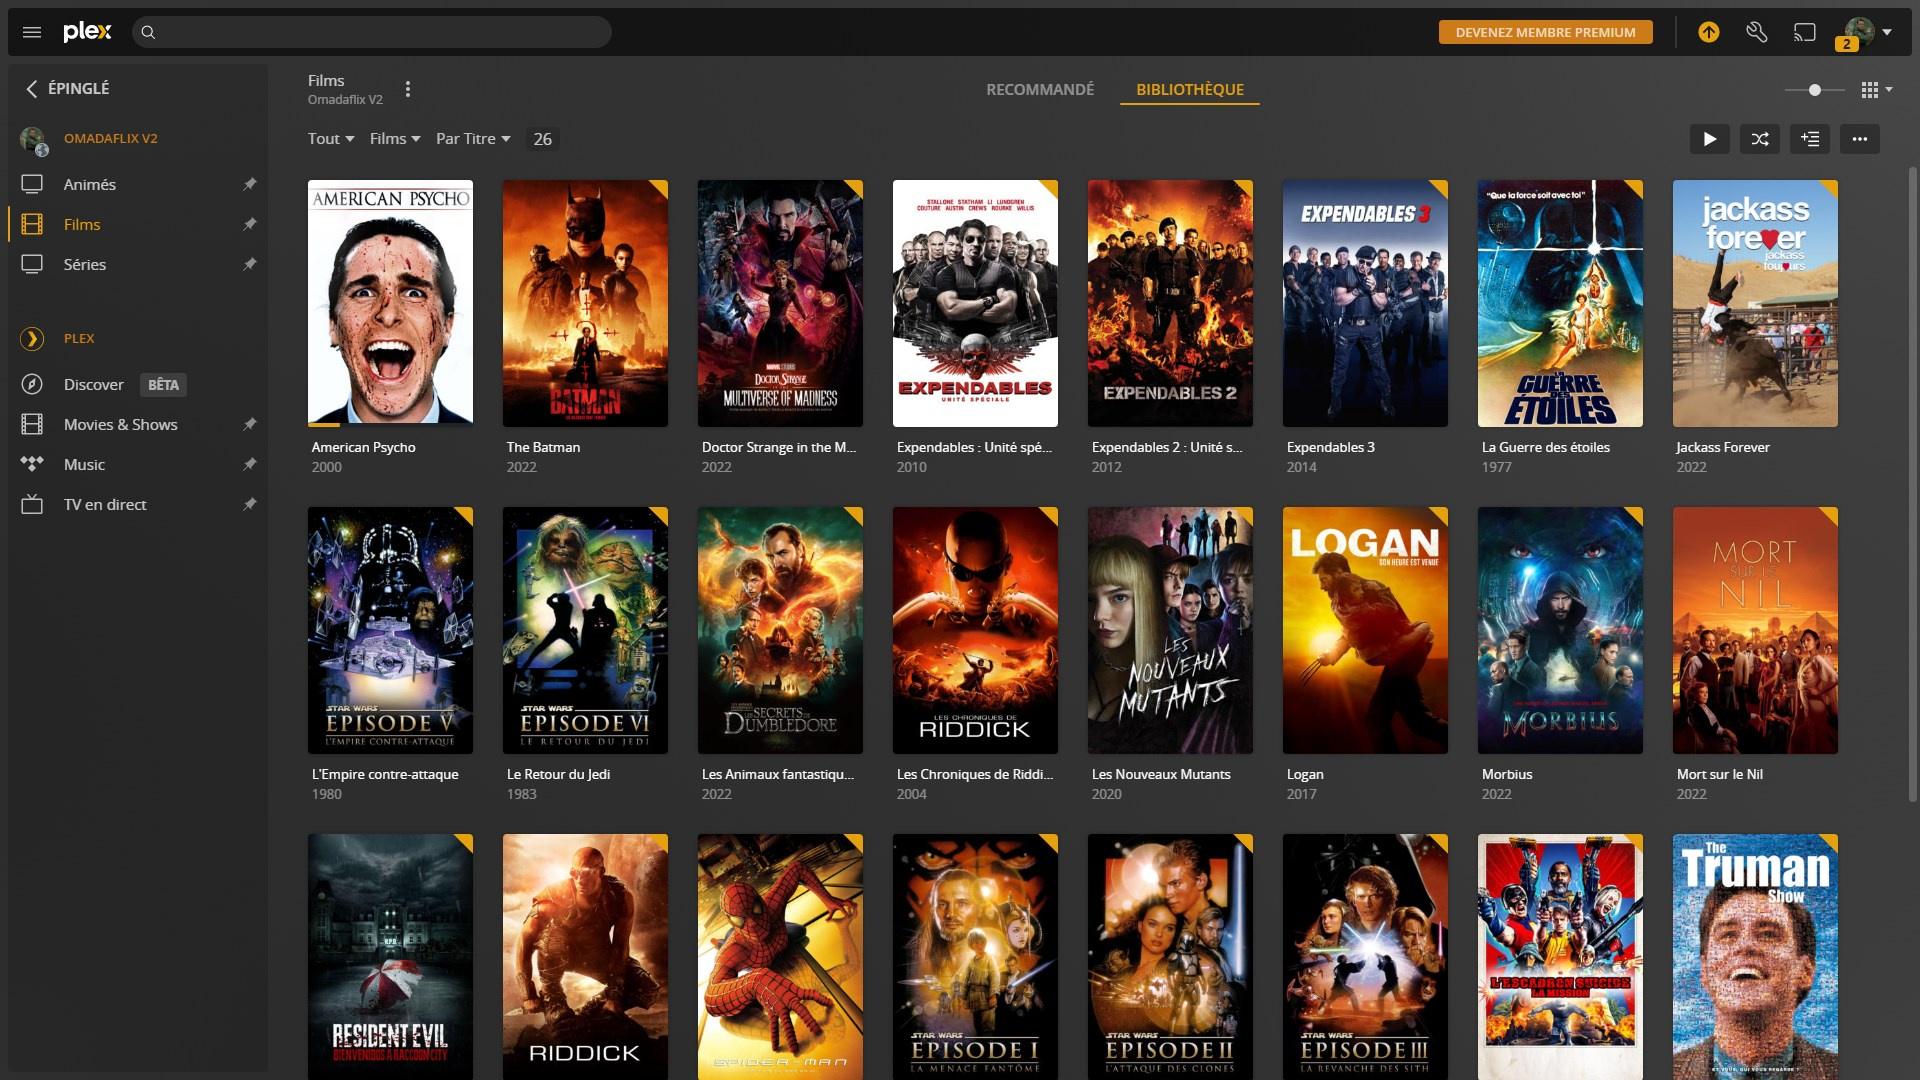 plex
DEVENEZ MEMBRE PREMIUM
2
ÉPINGLÉ
OMADAFLIX V2
Animés
Films
Séries
PLEX
Discover BÊTA
Movies & Shows
Music
TV en direct
Films
Omadaflix V2
RECOMMANDÉ
BIBLIOTHÈQUE
Tout Films Par Titre 26
AMERICAN PSYCHO
American Psycho
2000
BATMAN
The Batman
2022
MARVEL STUDIOS
DOCTOR STRANGE
MULTIVERSE OF MADNESS
Doctor Strange in the M...
2022
STALLONE STATHAM LI LUNDGREN
COUTURE AUSTIN CREWS ROURKE WILLIS
EXPENDABLES
UNITÉ SPÉCIALE
Expendables : Unité spé...
2010
EXPENDABLES 2
Expendables 2 : Unité s...
2012
EXPENDABLES 3
Expendables 3
2014
"Que la force soit avec toi"
LA
GUERRE
DES
ÉTOILES
La Guerre des étoiles
1977
jackass
forever
jackass
toujours
Jackass Forever
2022
STAR WARS
EPISODE V
L'EMPIRE CONTRE-ATTAQUE
L'Empire contre-attaque
1980
STAR WARS
EPISODE VI
LE RETOUR DU JEDI
Le Retour du Jedi
1983
LES SECRETS DE
DUMBLEDORE
Les Animaux fantastiqu...
2022
LES CHRONIQUES DE
RIDDICK
Les Chroniques de Riddi...
2004
LES
NOUVEAUX
MUTANTS
Les Nouveaux Mutants
2020
LOGAN
SON HEURE EST VENUE
Logan
2017
MORBIUS
Morbius
2022
MORT
SUR LE
NIL
Mort sur le Nil
2022
R.P.D.
RESIDENT EVIL
BIENVENIDOS A RACCOON CITY
RIDDICK
SPIDER-MAN
STAR WARS
EPISODE I
LA MENACE FANTÔME
STAR WARS
EPISODE II
L'ATTAQUE DES CLONES
STAR WARS
EPISODE III
LA REVANCHE DES SITH
L'ESCADRON SUICIDE
LA MISSION
The
Truman
Show
ET VOUS, QUI VOUS REGARDE ?